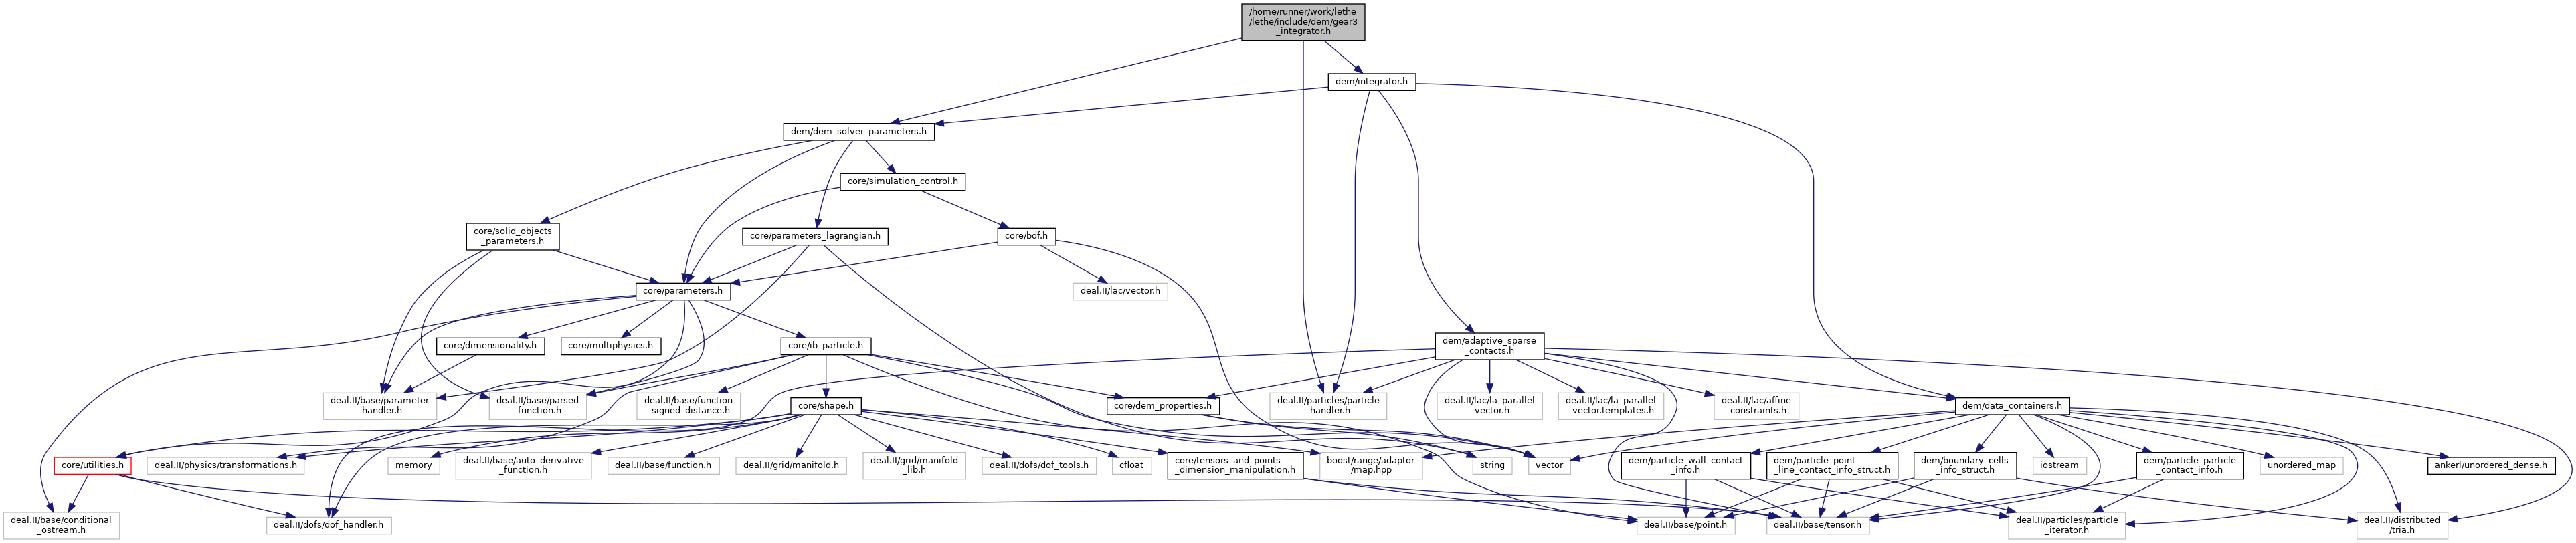 /home/runner/work/lethe
/lethe/include/dem/gear3
_integrator.h
dem/integrator.h
dem/dem_solver_parameters.h
core/simulation_control.h
core/solid_objects
_parameters.h
core/parameters_lagrangian.h
core/bdf.h
core/parameters.h
deal.II/lac/vector.h
core/dimensionality.h
core/multiphysics.h
core/ib_particle.h
dem/adaptive_sparse
_contacts.h
deal.II/base/parameter
_handler.h
deal.II/base/parsed
_function.h
deal.II/base/function
_signed_distance.h
core/shape.h
core/dem_properties.h
deal.II/particles/particle
_handler.h
deal.II/lac/la_parallel
_vector.h
deal.II/lac/la_parallel
_vector.templates.h
deal.II/lac/affine
_constraints.h
dem/data_containers.h
core/utilities.h
deal.II/physics/transformations.h
memory
deal.II/base/auto_derivative
_function.h
deal.II/base/function.h
deal.II/grid/manifold.h
deal.II/grid/manifold
_lib.h
deal.II/dofs/dof_tools.h
cfloat
core/tensors_and_points
_dimension_manipulation.h
boost/range/adaptor
/map.hpp
string
vector
dem/particle_wall_contact
_info.h
dem/particle_point
_line_contact_info_struct.h
dem/boundary_cells
_info_struct.h
iostream
dem/particle_particle
_contact_info.h
unordered_map
ankerl/unordered_dense.h
deal.II/base/conditional
_ostream.h
deal.II/dofs/dof_handler.h
deal.II/base/point.h
deal.II/base/tensor.h
deal.II/particles/particle
_iterator.h
deal.II/distributed
/tria.h